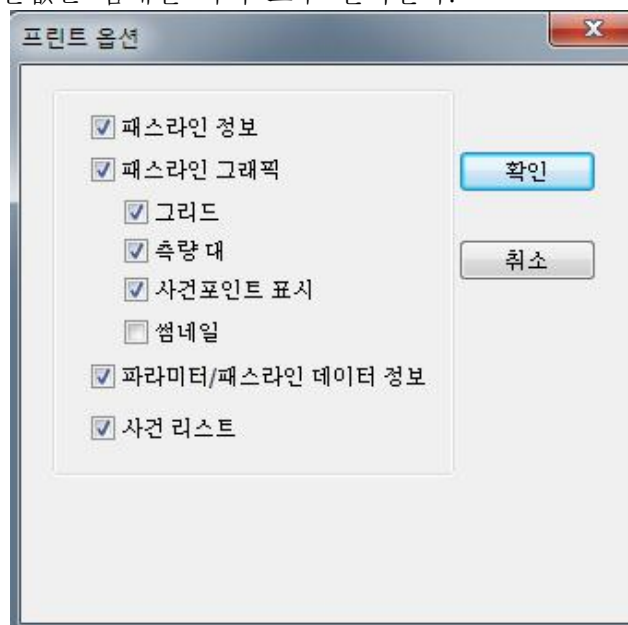 프린트 옵션
패스라인 정보
패스라인 그래픽
확인
그리드
측량 대
취소
사건포인트 표시
썸네일
파라미터/패스라인 데이터 정보
사건 리스트